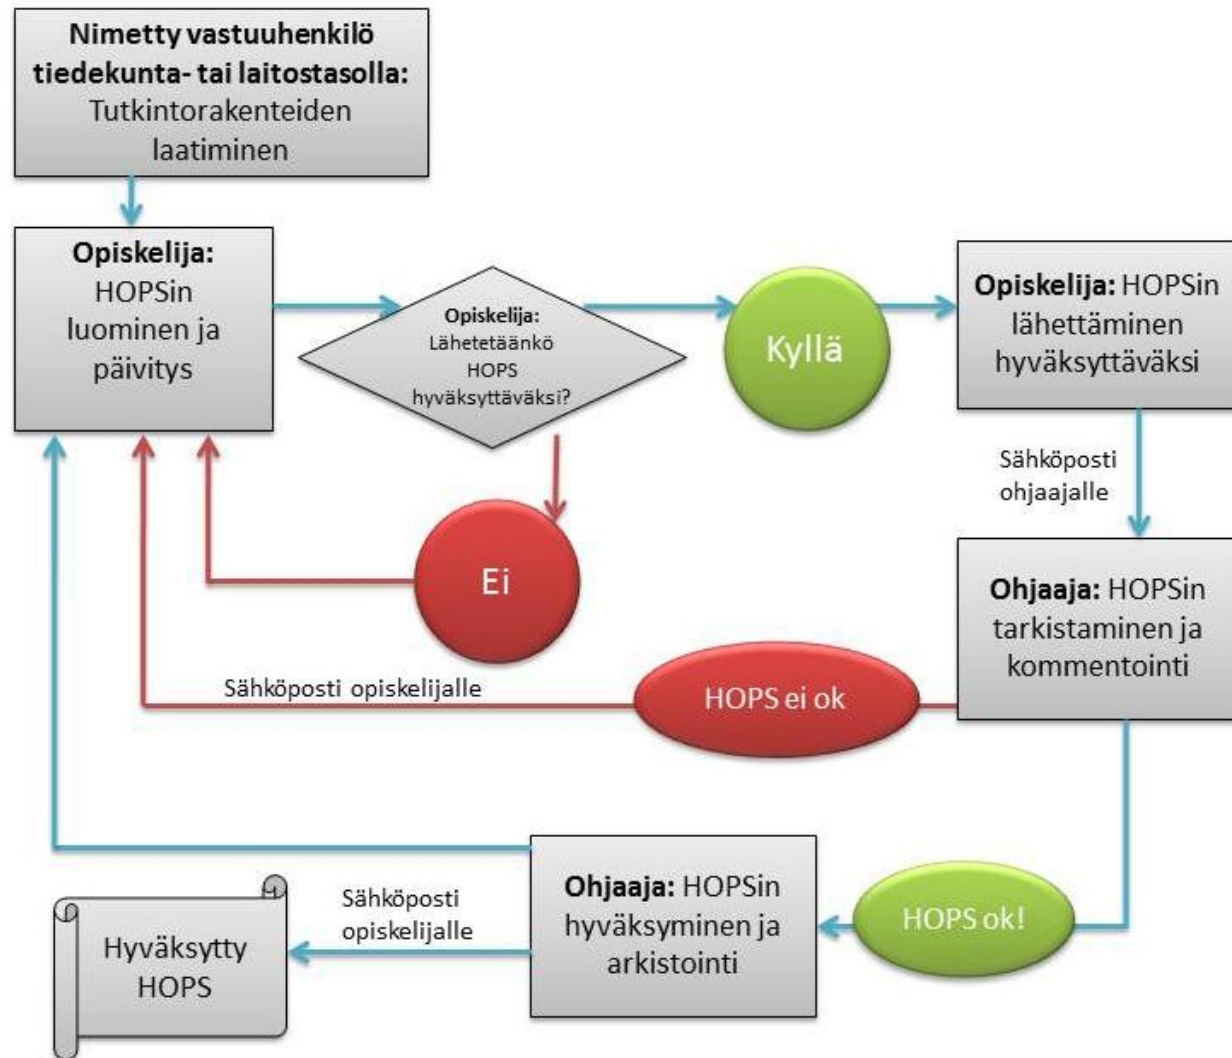 Nimetty vastuuhenkilö
tiedekunta- tai laitostasolla:
Tutkintorakenteiden
laatiminen
Opiskelija:
HOPSin
luominen ja
päivitys
Opiskelija:
Lähetetäänkö
HOPS
hyväksyttäväksi?
Kyllä
Opiskelija: HOPSin
lähettäminen
hyväksyttäväksi
Sähköposti
ohjaajalle
Ei
Ohjaaja: HOPSin
tarkistaminen ja
kommentointi
Sähköposti opiskelijalle
HOPS ei ok
HOPS ok!
Ohjaaja: HOPSin
hyväksyminen ja
arkistointi
Sähköposti
opiskelijalle
Hyväksytty
HOPS